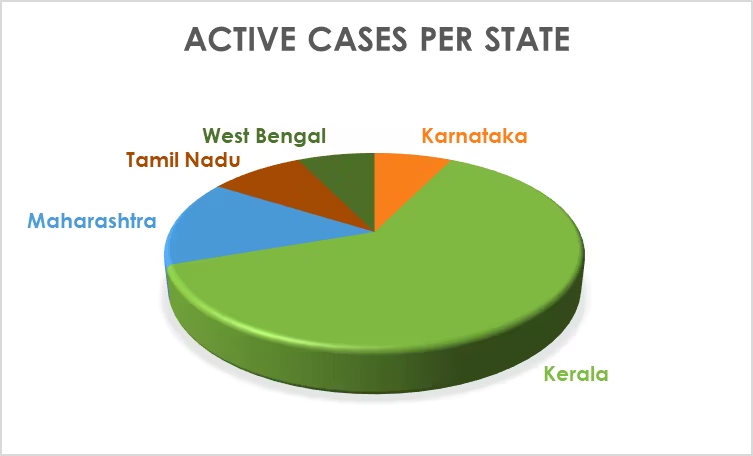 ACTIVE CASES PER STATE
West Bengal
Karnataka
Tamil Nadu
Maharashtra
Kerala